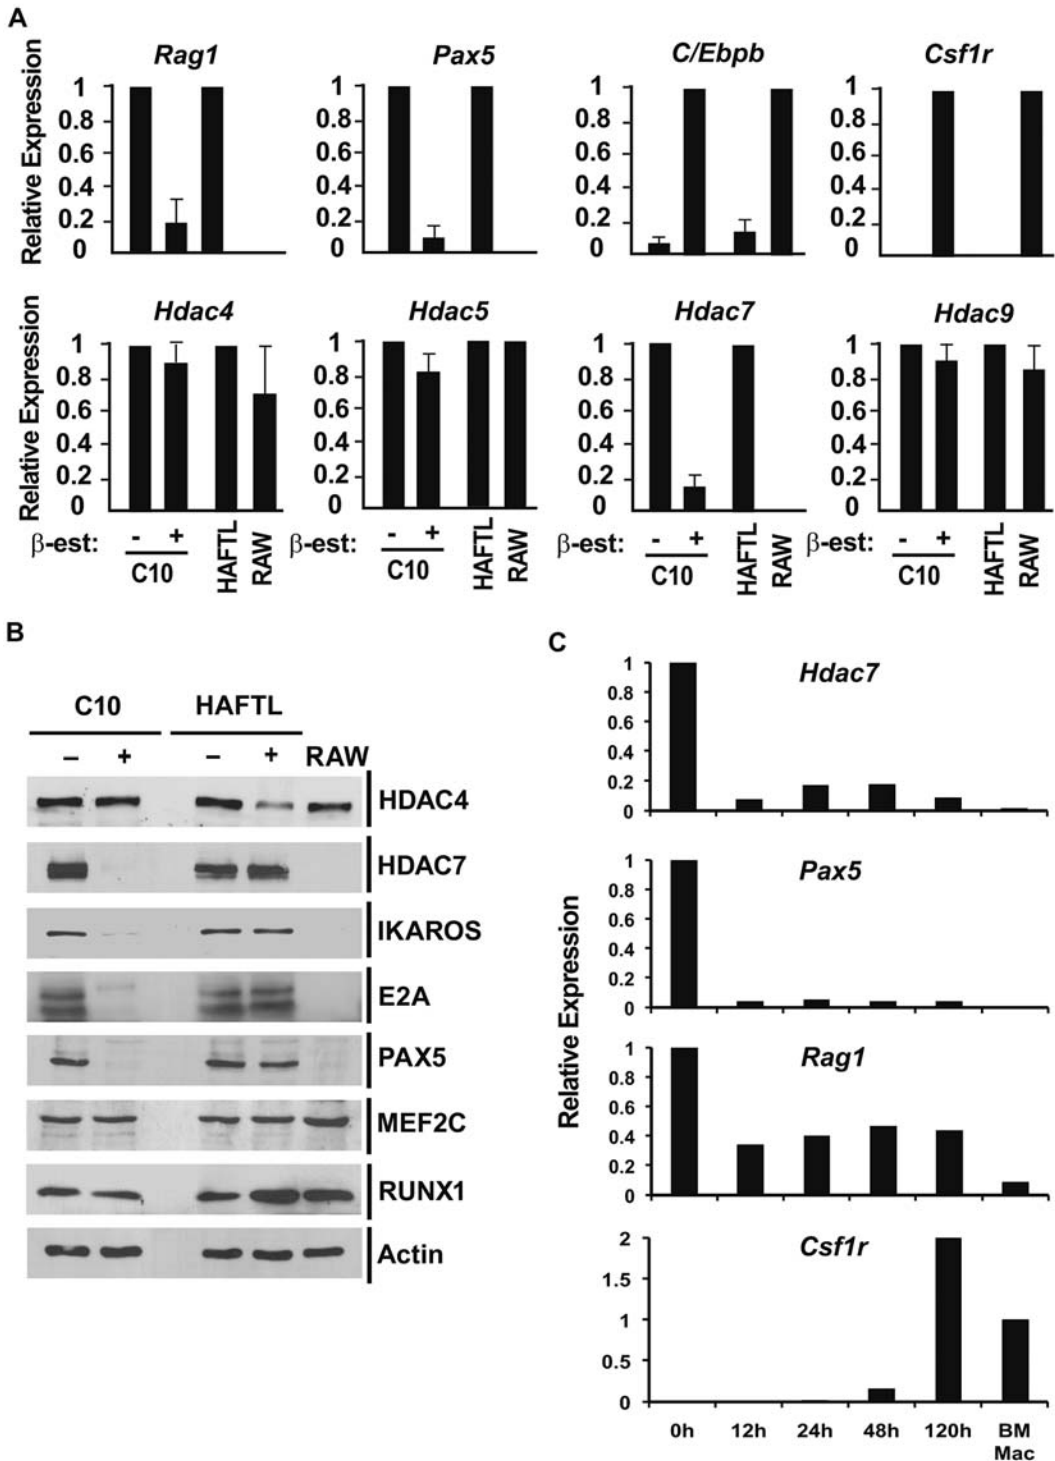 A
Rag1 Pax5 C/Ebpb Csf1r
Relative Expression
1 1 1 1
0.8 0.8 0.8 0.8
0.6 0.6 0.6 0.6
0.4 0.4 0.4 0.4
0.2 0.2 0.2 0.2
0 0 0 0
Hdac4 Hdac5 Hdac7 Hdac9
Relative Expression
1 1 1 1
0.8 0.8 0.8 0.8
0.6 0.6 0.6 0.6
0.4 0.4 0.4 0.4
0.2 0.2 0.2 0.2
0 0 0 0
β-est: - + HAFTL RAW β-est: - + HAFTL RAW β-est: - + HAFTL RAW β-est: - + HAFTL RAW
C10 C10 C10 C10
B
C10 HAFTL
– + – + RAW
HDAC4
HDAC7
IKAROS
E2A
PAX5
MEF2C
RUNX1
Actin
C
Relative Expression
Hdac7
1
0.8
0.6
0.4
0.2
0
Pax5
1
0.8
0.6
0.4
0.2
0
Rag1
1
0.8
0.6
0.4
0.2
0
Csf1r
2
1.5
1
0.5
0
0h 12h 24h 48h 120h BM
Mac